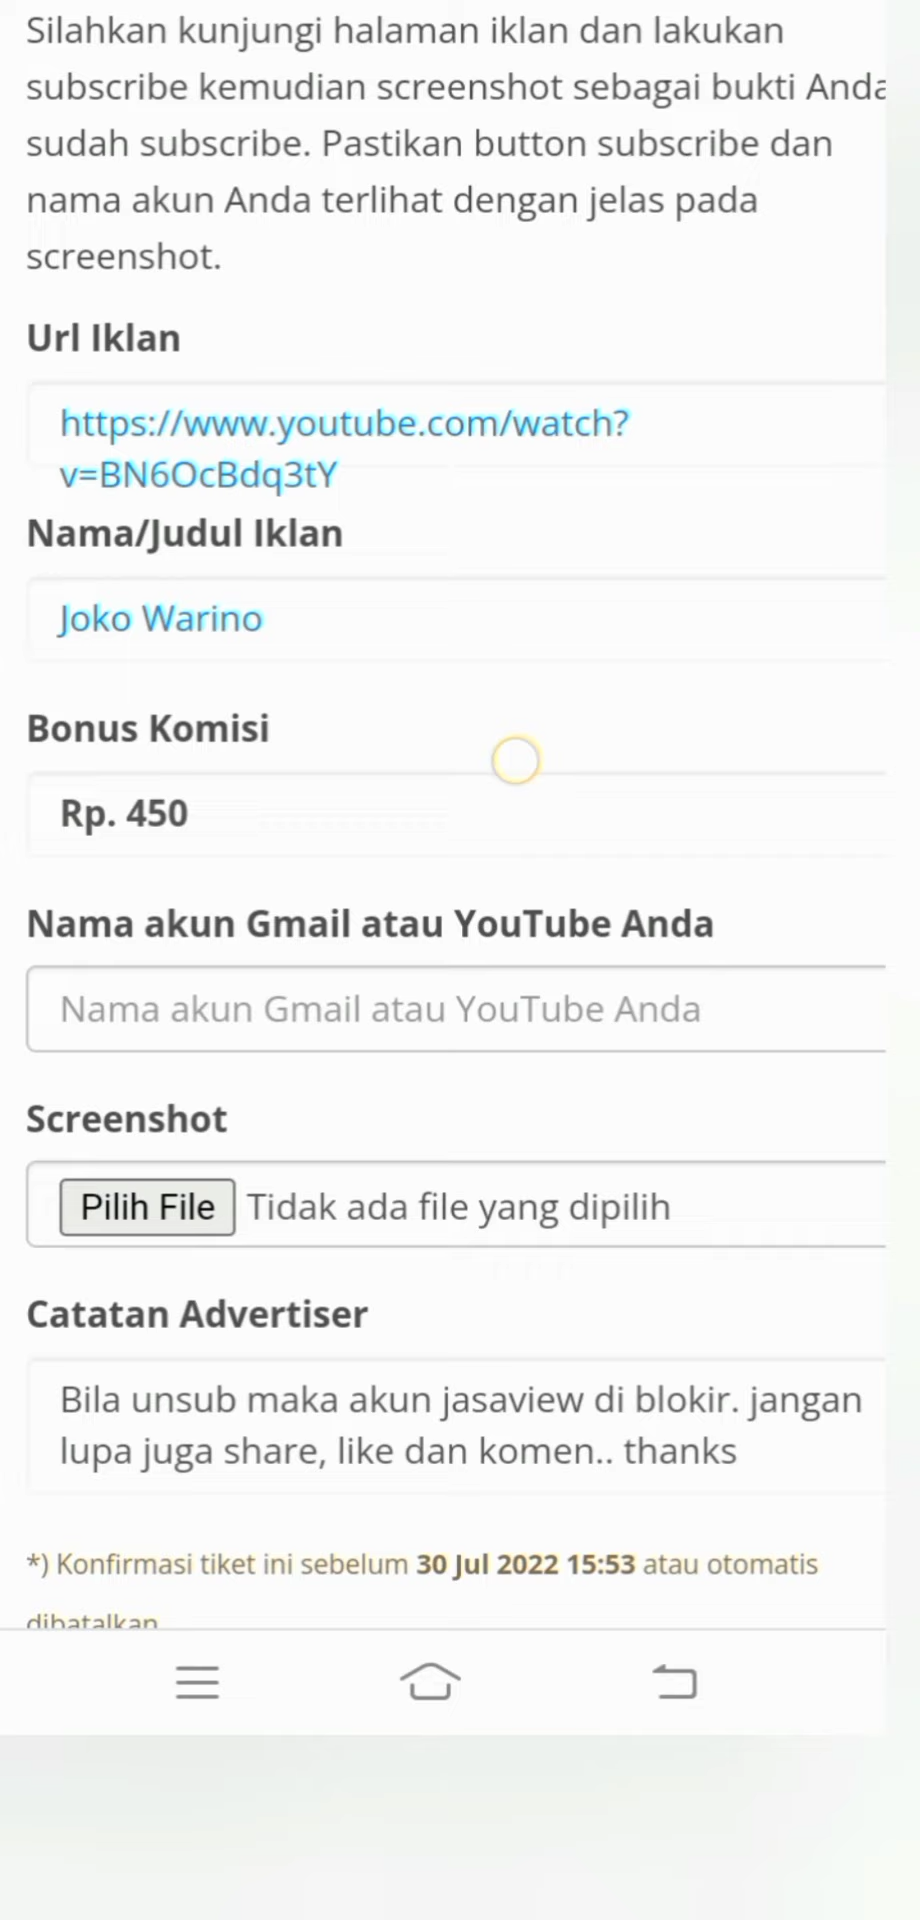 Silahkan kunjungi halaman iklan dan lakukan
subscribe kemudian screenshot sebagai bukti Anda
sudah subscribe. Pastikan button subscribe dan
nama akun Anda terlihat dengan jelas pada
screenshot.
Url Iklan
https://www.youtube.com/watch?
v=BN6OcBdq3tY
Nama/Judul Iklan
Joko Warino
Bonus Komisi
Rp. 450
Nama akun Gmail atau YouTube Anda
Nama akun Gmail atau YouTube Anda
Screenshot
Pilih File Tidak ada file yang dipilih
Catatan Advertiser
Bila unsub maka akun jasaview di blokir. jangan
lupa juga share, like dan komen.. thanks
*) Konfirmasi tiket ini sebelum 30 Jul 2022 15:53 atau otomatis
dibatalkan